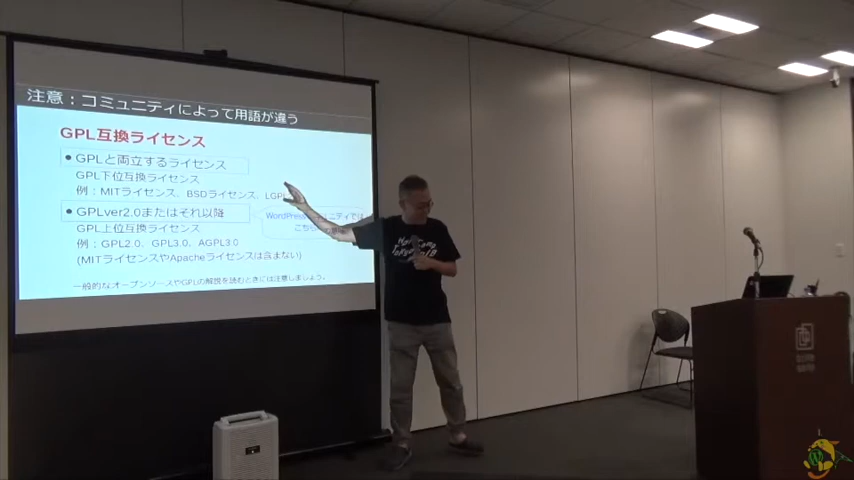 注意：コミュニティによって用語が違う
GPL互換ライセンス
• GPLと両立するライセンス
GPL下位互換ライセンス
例：MITライセンス、BSDライセンス、
• GPLver2.0またはそれ以降
GPL上位互換ライセンス
例：GPL2.0、GPL3.0、AGPL3.0
(MITライセンスやApacheライセンスは含まない)
こちらの
一般的なオープンソースやGPLの解説を読むときには注意しましょう。